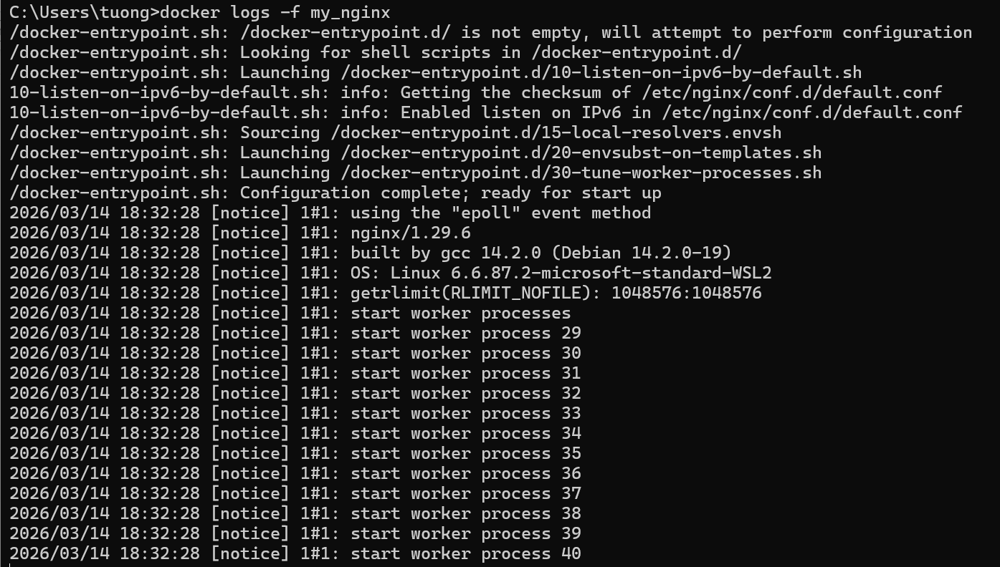 C:\Users\tuong>docker logs -f my_nginx
/docker-entrypoint.sh: /docker-entrypoint.d/ is not empty, will attempt to perform configuration
/docker-entrypoint.sh: Looking for shell scripts in /docker-entrypoint.d/
/docker-entrypoint.sh: Launching /docker-entrypoint.d/10-listen-on-ipv6-by-default.sh
10-listen-on-ipv6-by-default.sh: info: Getting the checksum of /etc/nginx/conf.d/default.conf
10-listen-on-ipv6-by-default.sh: info: Enabled listen on IPv6 in /etc/nginx/conf.d/default.conf
/docker-entrypoint.sh: Sourcing /docker-entrypoint.d/15-local-resolvers.envsh
/docker-entrypoint.sh: Launching /docker-entrypoint.d/20-envsubst-on-templates.sh
/docker-entrypoint.sh: Launching /docker-entrypoint.d/30-tune-worker-processes.sh
/docker-entrypoint.sh: Configuration complete; ready for start up
2026/03/14 18:32:28 [notice] 1#1: using the "epoll" event method
2026/03/14 18:32:28 [notice] 1#1: nginx/1.29.6
2026/03/14 18:32:28 [notice] 1#1: built by gcc 14.2.0 (Debian 14.2.0-19)
2026/03/14 18:32:28 [notice] 1#1: OS: Linux 6.6.87.2-microsoft-standard-WSL2
2026/03/14 18:32:28 [notice] 1#1: getrlimit(RLIMIT_NOFILE): 1048576:1048576
2026/03/14 18:32:28 [notice] 1#1: start worker processes
2026/03/14 18:32:28 [notice] 1#1: start worker process 29
2026/03/14 18:32:28 [notice] 1#1: start worker process 30
2026/03/14 18:32:28 [notice] 1#1: start worker process 31
2026/03/14 18:32:28 [notice] 1#1: start worker process 32
2026/03/14 18:32:28 [notice] 1#1: start worker process 33
2026/03/14 18:32:28 [notice] 1#1: start worker process 34
2026/03/14 18:32:28 [notice] 1#1: start worker process 35
2026/03/14 18:32:28 [notice] 1#1: start worker process 36
2026/03/14 18:32:28 [notice] 1#1: start worker process 37
2026/03/14 18:32:28 [notice] 1#1: start worker process 38
2026/03/14 18:32:28 [notice] 1#1: start worker process 39
2026/03/14 18:32:28 [notice] 1#1: start worker process 40